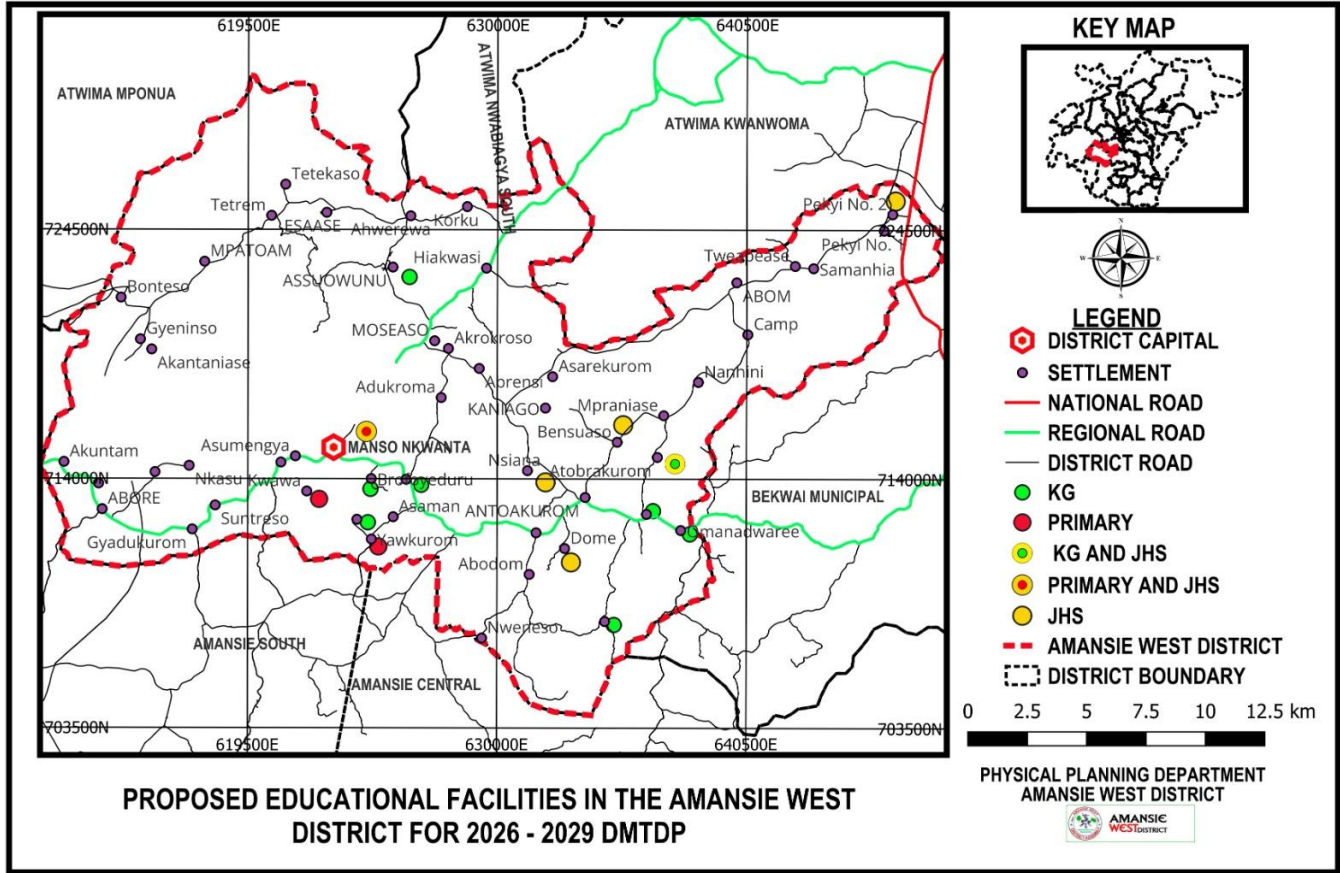 619500E
630000E
640500E
ATWIMA MPONUA
ATWIMA NWABIAGYA SOUTH
ATWIMA KWANWOMA
Tetekaso
Tetrem
ESAASE
Ahwerewa
Korku
Pekyi No. 2
724500N
724500N
MPATOAM
Hiakwasi
Pekyi No. 1
Tweapease
Samanhia
ASSUOWUNU
Bonteso
ABOM
Gyeninso
MOSEASO
Akrokroso
Camp
Akantaniase
Abrensi
Asarekurom
Nanhini
Adukroma
KANIAGO
Mpraniase
Bensuaso
Akuntam
Asumengya
MANSO NKWANTA
714000N
Nkasu
Kwawa
Brofoyeduru
Nsiana
Atobrakurom
714000N
ABORE
Suntreso
Asaman
ANTOAKUROM
BEKWAI MUNICIPAL
Gyadukurom
Yawkurom
Dome
Omanadwaree
Abodom
AMANSIE SOUTH
Nweneso
AMANSIE CENTRAL
703500N
703500N
619500E
630000E
640500E
PROPOSED EDUCATIONAL FACILITIES IN THE AMANSIE WEST
DISTRICT FOR 2026 - 2029 DMTDP
KEY MAP
N
W
E
S
LEGEND
DISTRICT CAPITAL
SETTLEMENT
NATIONAL ROAD
REGIONAL ROAD
DISTRICT ROAD
KG
PRIMARY
KG AND JHS
PRIMARY AND JHS
JHS
AMANSIE WEST DISTRICT
DISTRICT BOUNDARY
0 2.5 5 7.5 10 12.5 km
PHYSICAL PLANNING DEPARTMENT
AMANSIE WEST DISTRICT
AMANSIE
WEST DISTRICT